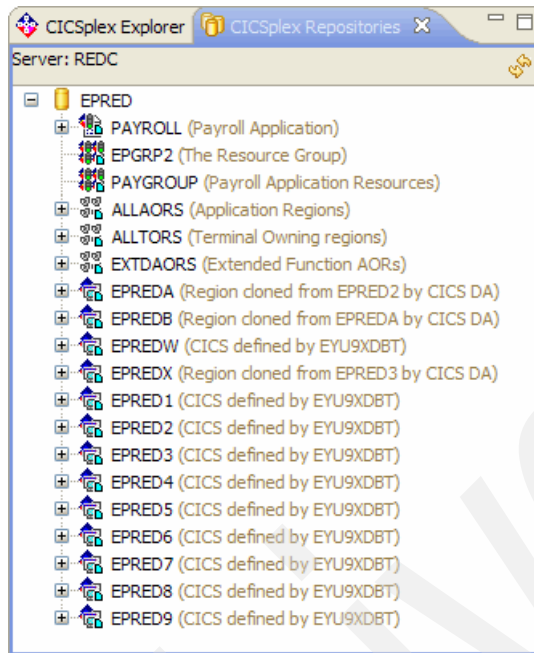 CICSplex Explorer CICSplex Repositories
Server: REDC
EPRED
PAYROLL (Payroll Application)
EPGRP2 (The Resource Group)
PAYGROUP (Payroll Application Resources)
ALLAORS (Application Regions)
ALLTORS (Terminal Owning regions)
EXTDAORS (Extended Function AORs)
EPREDA (Region cloned from EPRED2 by CICS DA)
EPREDB (Region cloned from EPREDA by CICS DA)
EPREDW (CICS defined by EYU9XDBT)
EPREDX (Region cloned from EPRED3 by CICS DA)
EPRED1 (CICS defined by EYU9XDBT)
EPRED2 (CICS defined by EYU9XDBT)
EPRED3 (CICS defined by EYU9XDBT)
EPRED4 (CICS defined by EYU9XDBT)
EPRED5 (CICS defined by EYU9XDBT)
EPRED6 (CICS defined by EYU9XDBT)
EPRED7 (CICS defined by EYU9XDBT)
EPRED8 (CICS defined by EYU9XDBT)
EPRED9 (CICS defined by EYU9XDBT)